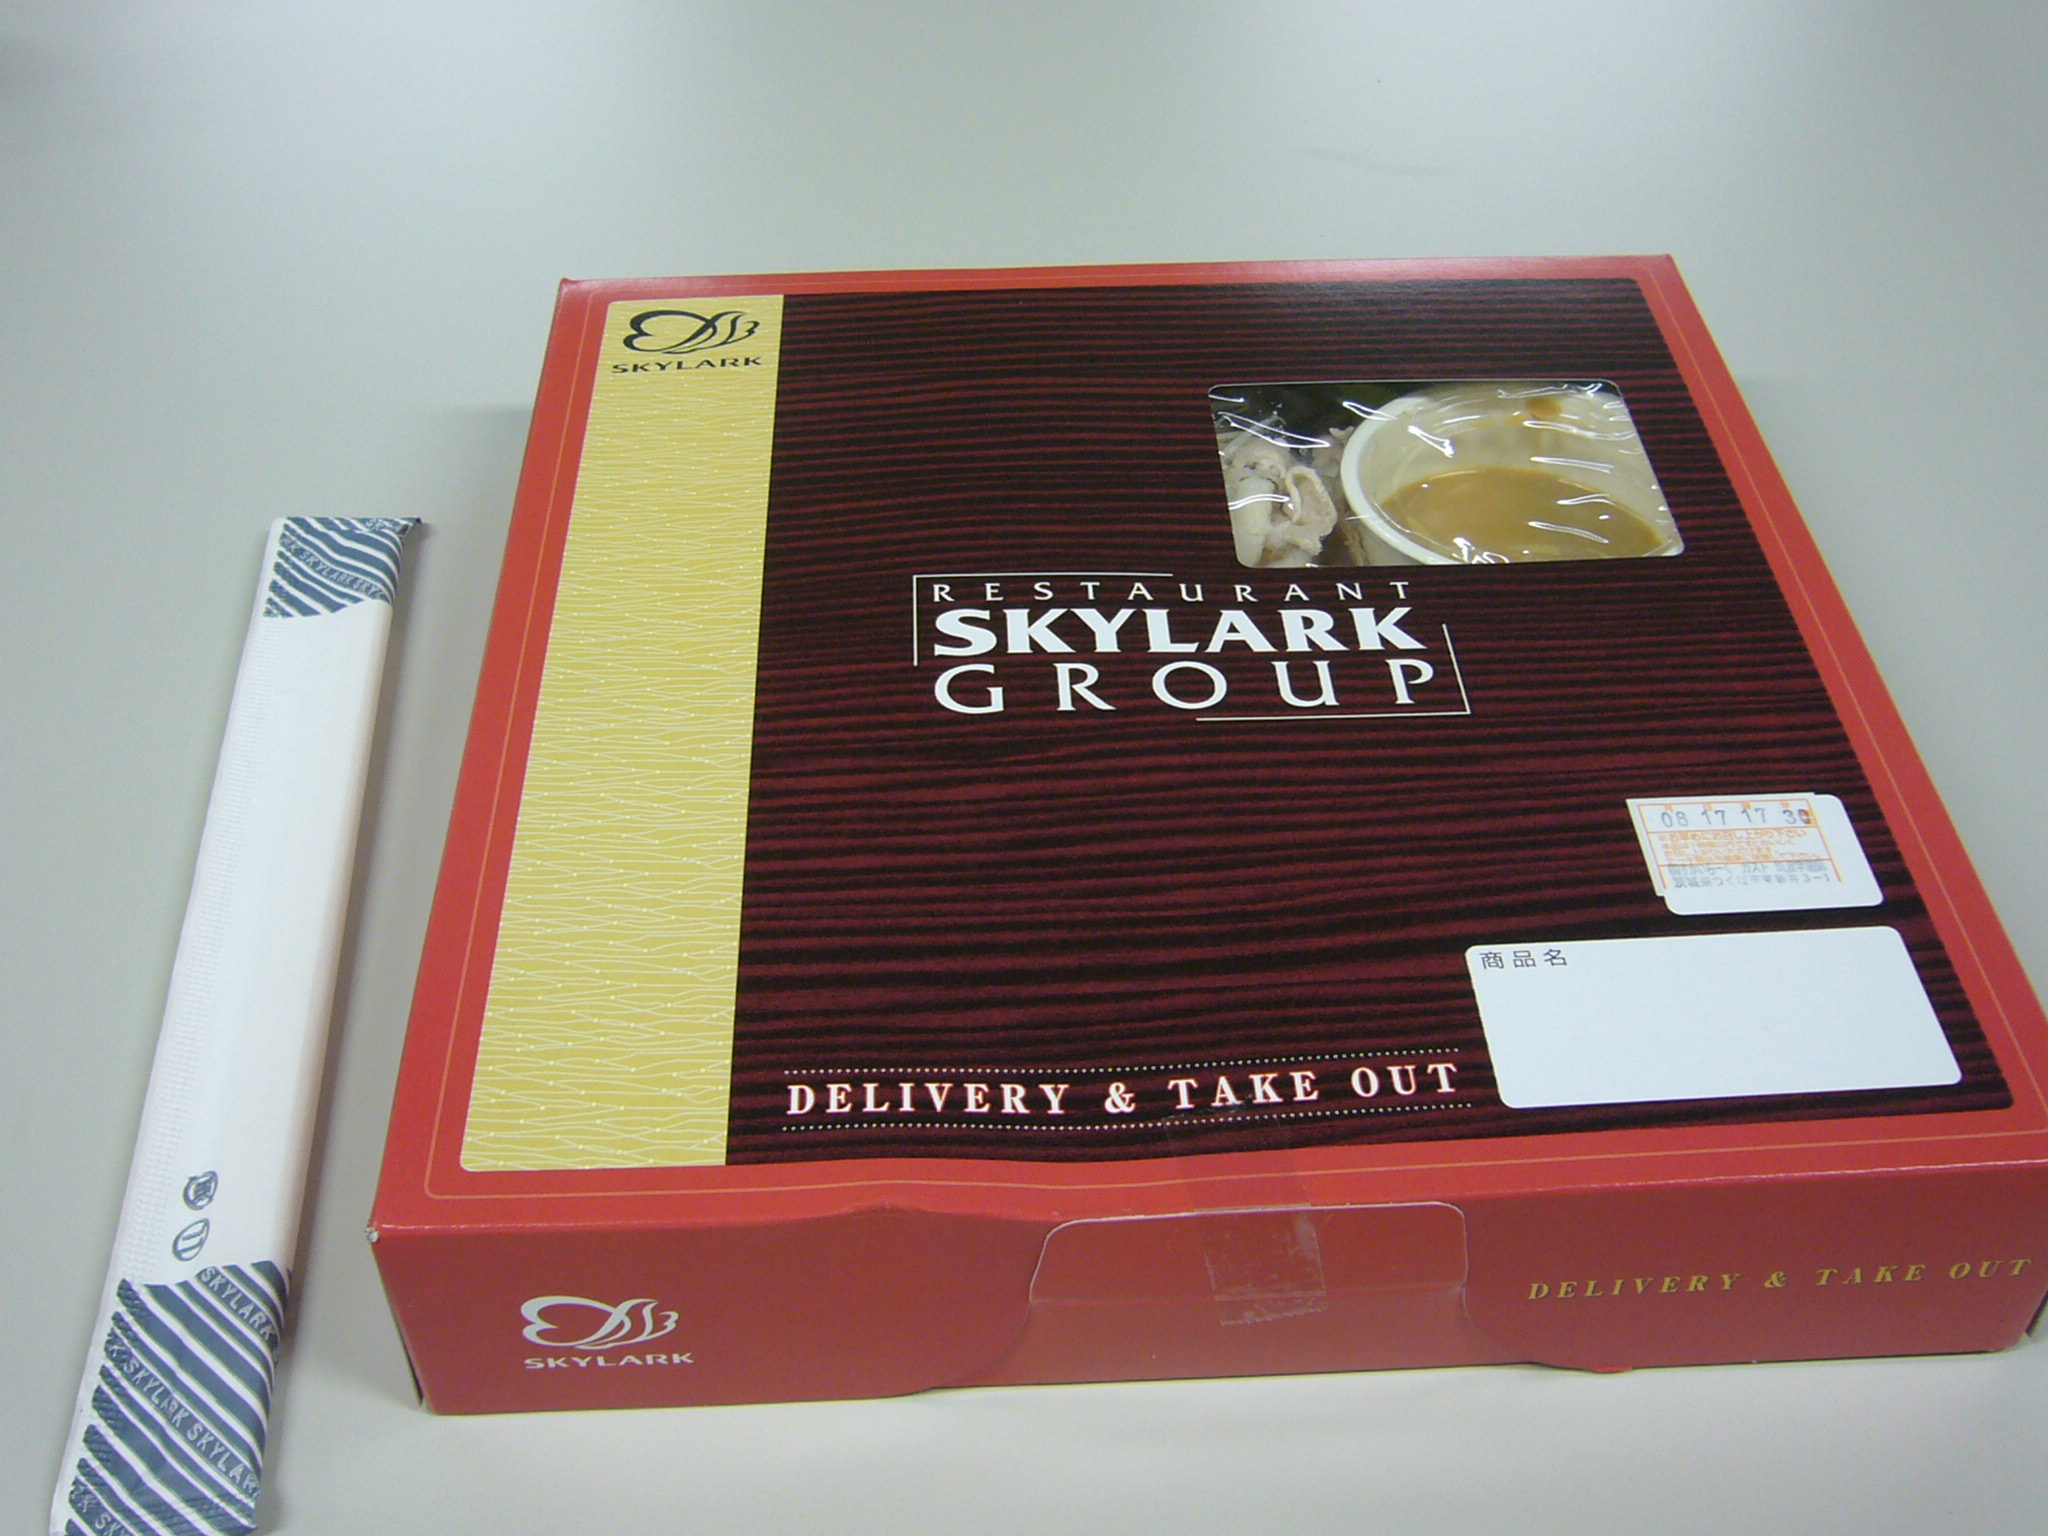 SKYLARK
RESTAURANT
SKYLARK
GROUP
08 17 17 30
商品名
DELIVERY & TAKE OUT
SKYLARK
DELIVERY & TAKE OUT
SKYLARK
SKYLARK SKYLARK